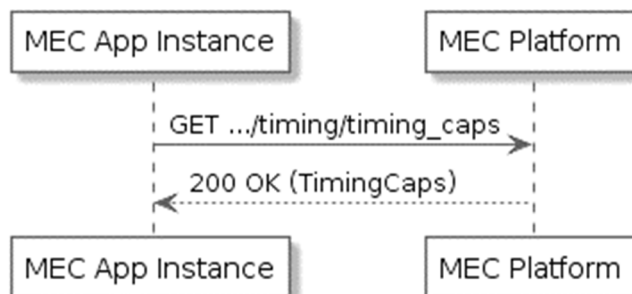 MEC App Instance
MEC Platform
GET .../timing/timing_caps
200 OK (TimingCaps)
MEC App Instance
MEC Platform